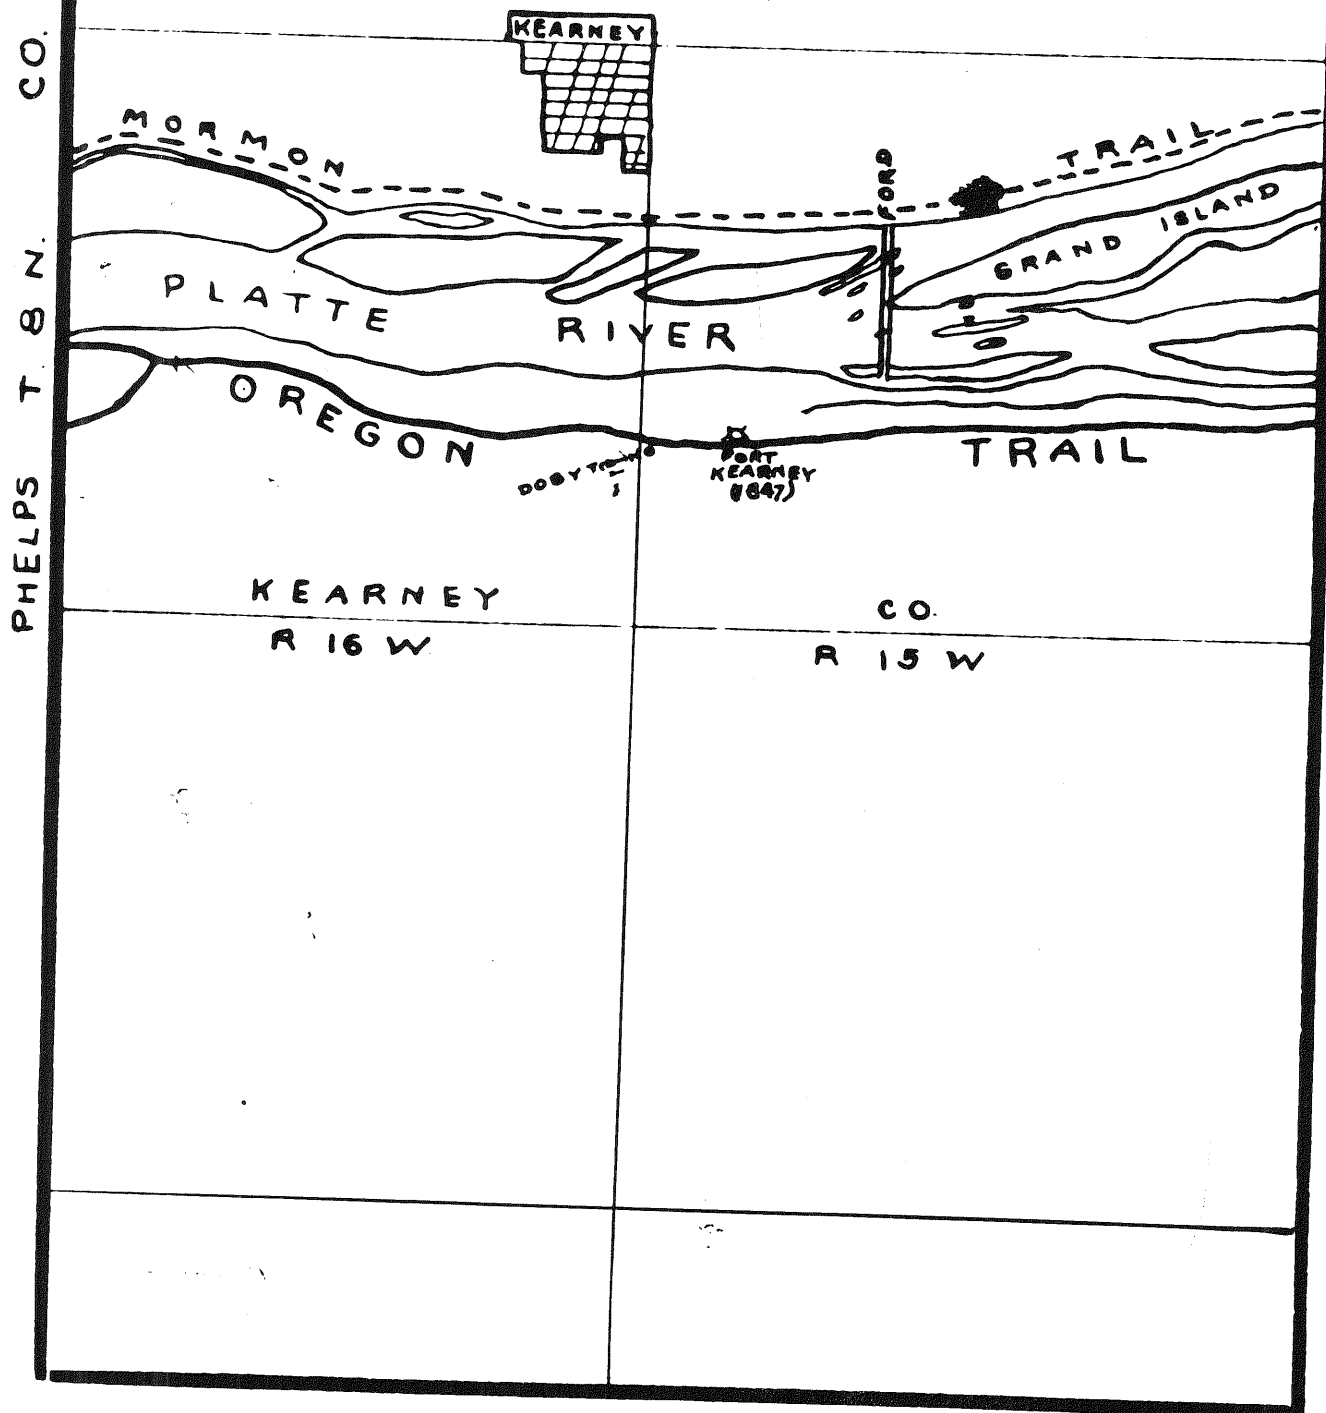 KEARNEY
MORMON TRAIL
FORD
GRAND ISLAND
PLATTE RIVER
OREGON TRAIL
FORT
KEARNEY
(1847)
KEARNEY CO.
R 16 W
R 15 W
PHELPS CO.
T. 8 N.